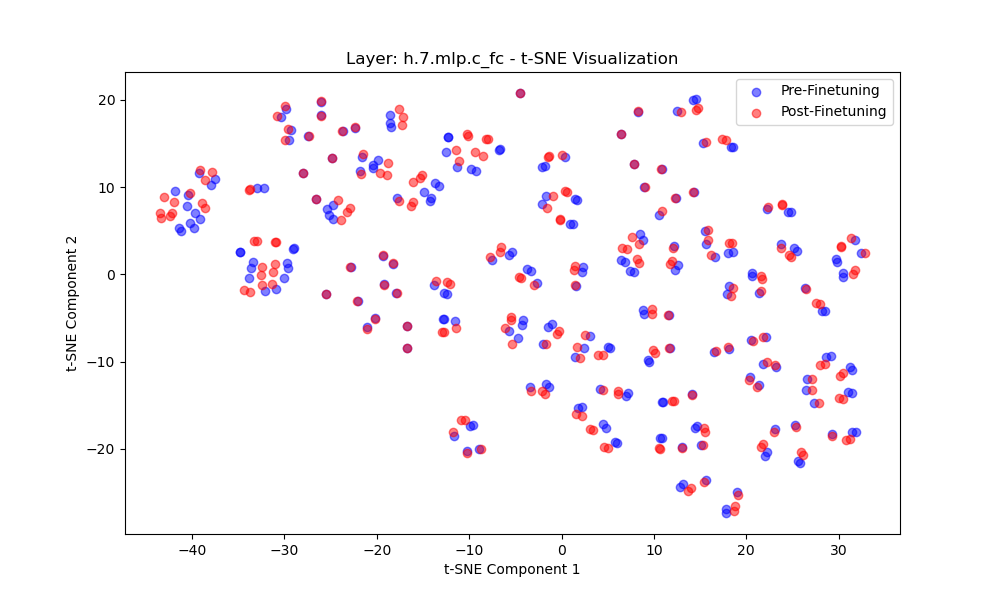 Layer: h.7.mlp.c_fc - t-SNE Visualization
Pre-Finetuning
Post-Finetuning
t-SNE Component 2
20
10
0
−10
−20
−40
−30
−20
−10
0
10
20
30
t-SNE Component 1